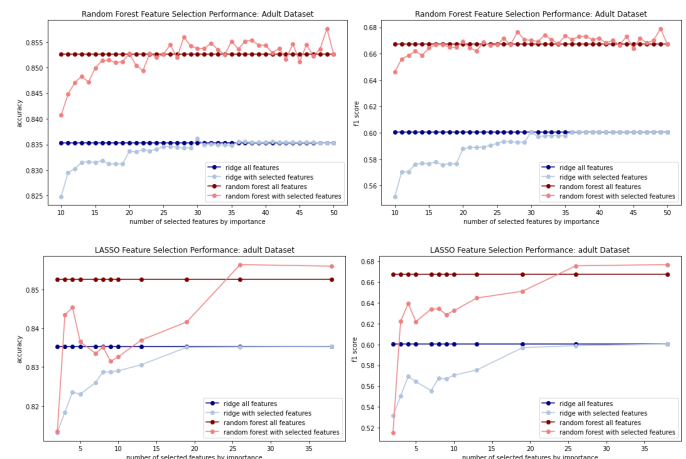 Random Forest Feature Selection Performance: Adult Dataset
accuracy
0.855
0.850
0.845
0.840
0.835
0.830
0.825
ridge all features
ridge with selected features
random forest all features
random forest with selected features
10 15 20 25 30 35 40 45 50
number of selected features by importance
Random Forest Feature Selection Performance: Adult Dataset
f1 score
0.68
0.66
0.64
0.62
0.60
0.58
0.56
ridge all features
ridge with selected features
random forest all features
random forest with selected features
10 15 20 25 30 35 40 45 50
number of selected features by importance
LASSO Feature Selection Performance: adult Dataset
accuracy
0.85
0.84
0.83
0.82
ridge all features
ridge with selected features
random forest all features
random forest with selected features
5 10 15 20 25 30 35
number of selected features by importance
LASSO Feature Selection Performance: adult Dataset
f1 score
0.68
0.66
0.64
0.62
0.60
0.58
0.56
0.54
0.52
ridge all features
ridge with selected features
random forest all features
random forest with selected features
5 10 15 20 25 30 35
number of selected features by importance